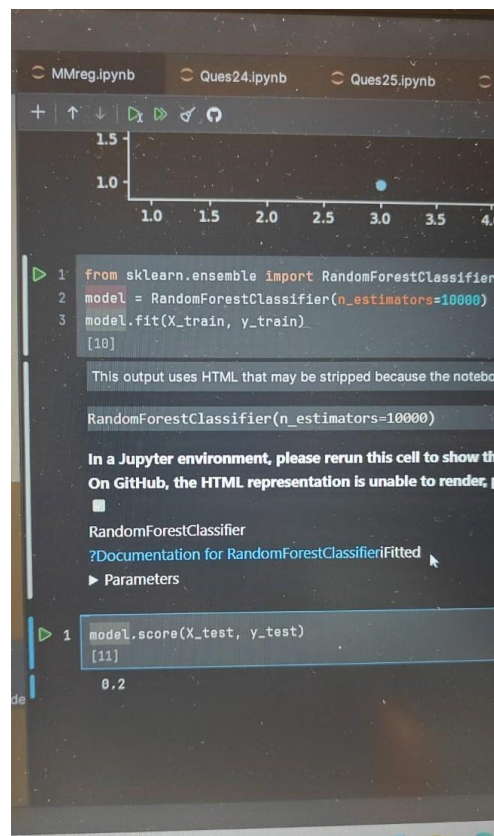 MMreg.ipynb Ques24.ipynb Ques25.ipynb
1.5
1.0
1.0 1.5 2.0 2.5 3.0 3.5 4.
1 from sklearn.ensemble import RandomForestClassifier
2 model = RandomForestClassifier(n_estimators=10000)
3 model.fit(X_train, y_train)
[10]
This output uses HTML that may be stripped because the notebo
RandomForestClassifier(n_estimators=10000)
In a Jupyter environment, please rerun this cell to show th
On GitHub, the HTML representation is unable to render, p
RandomForestClassifier
?Documentation for RandomForestClassifieriFitted
▶ Parameters
1 model.score(X_test, y_test)
[11]
0.2
de